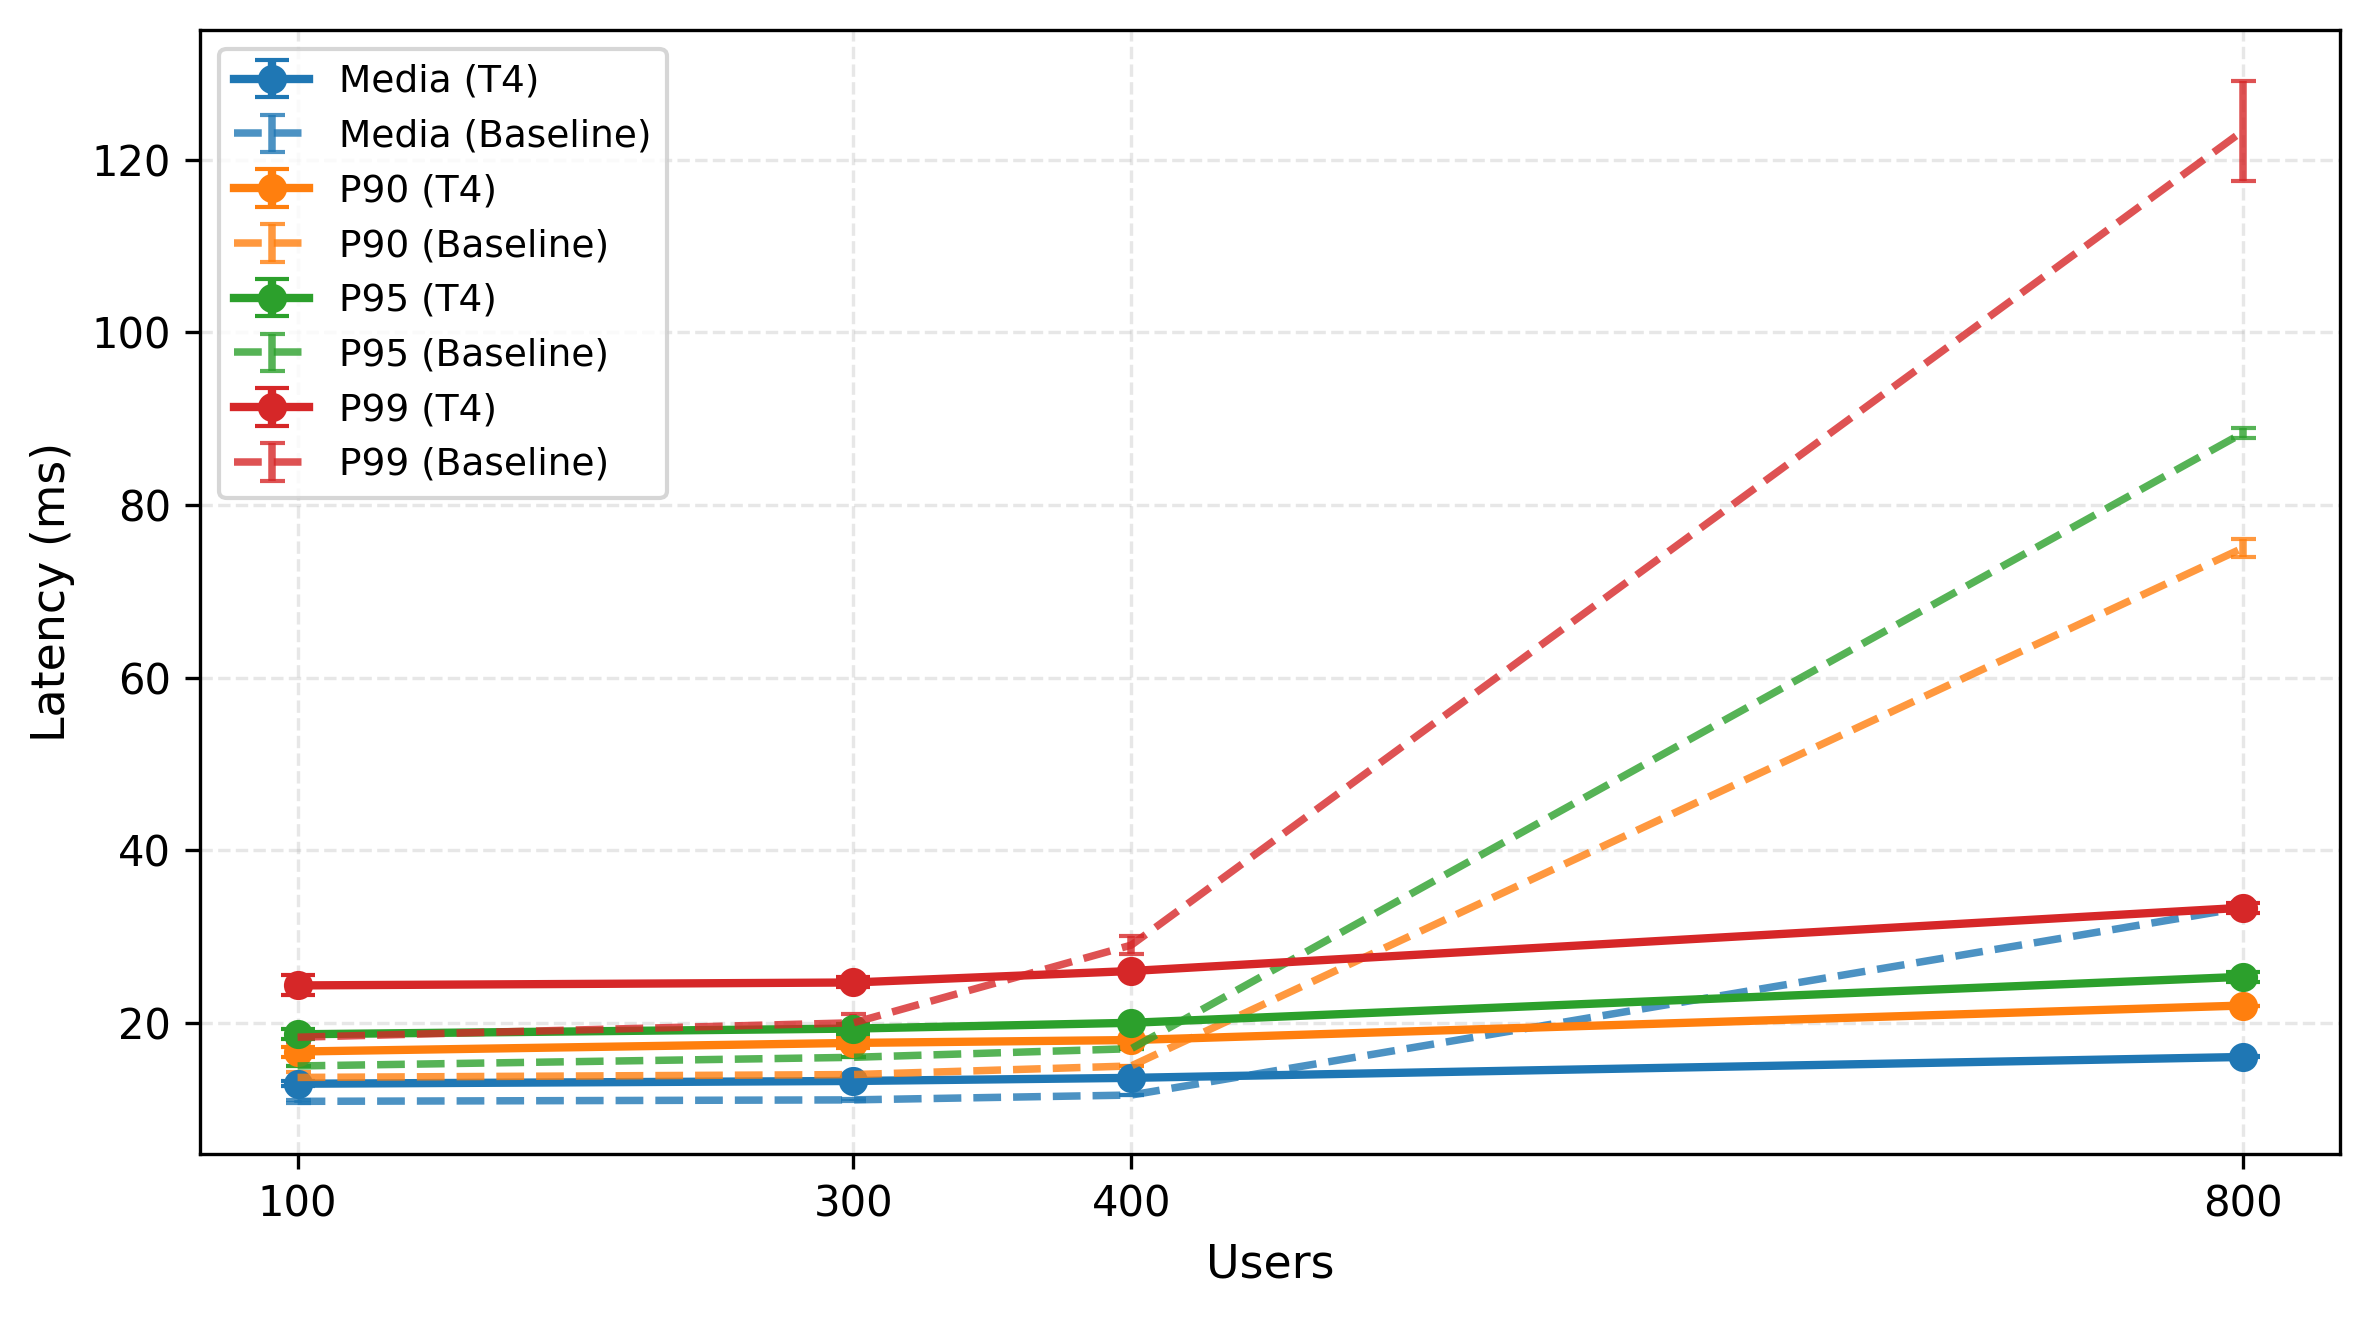 Media (T4)
Media (Baseline)
P90 (T4)
P90 (Baseline)
P95 (T4)
P95 (Baseline)
P99 (T4)
P99 (Baseline)
Latency (ms)
120
100
80
60
40
20
100 300 400 800
Users